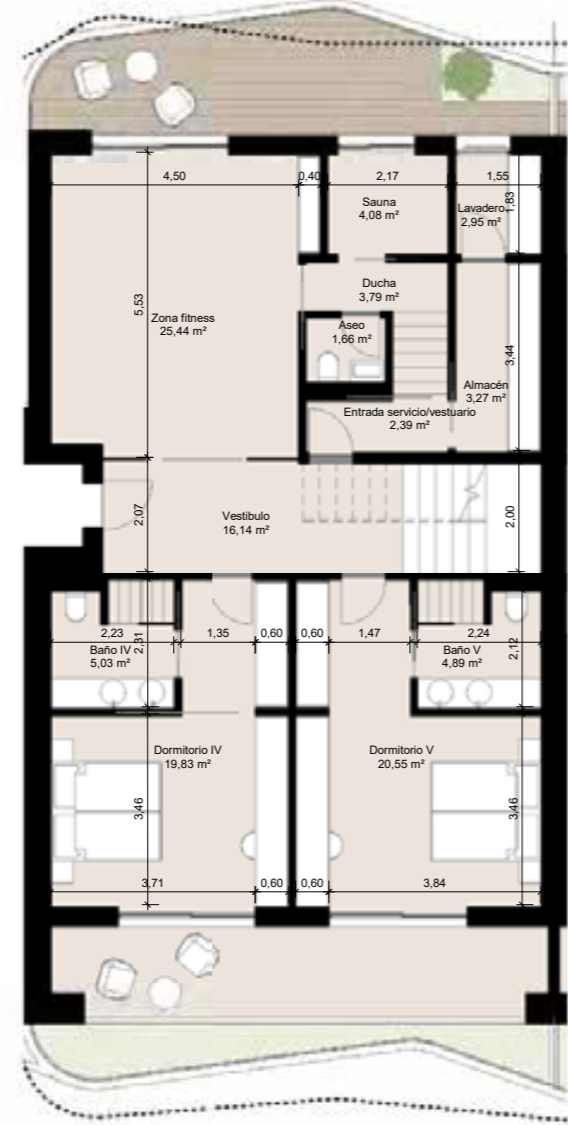 4,50
0,40
2,17
1,55
Sauna
4,08 m²
Lavadero
2,95 m²
1,83
Ducha
3,79 m²
5,53
Zona fitness
25,44 m²
Aseo
1,66 m²
3,44
Almacén
3,27 m²
Entrada servicio/vestuario
2,39 m²
2,07
Vestibulo
16,14 m²
2,00
2,23
2,31
1,35
0,60
0,60
1,47
2,24
2,12
Baño IV
5,03 m²
Baño V
4,89 m²
Dormitorio IV
19,83 m²
Dormitorio V
20,55 m²
3,46
3,46
3,71
0,60
0,60
3,84